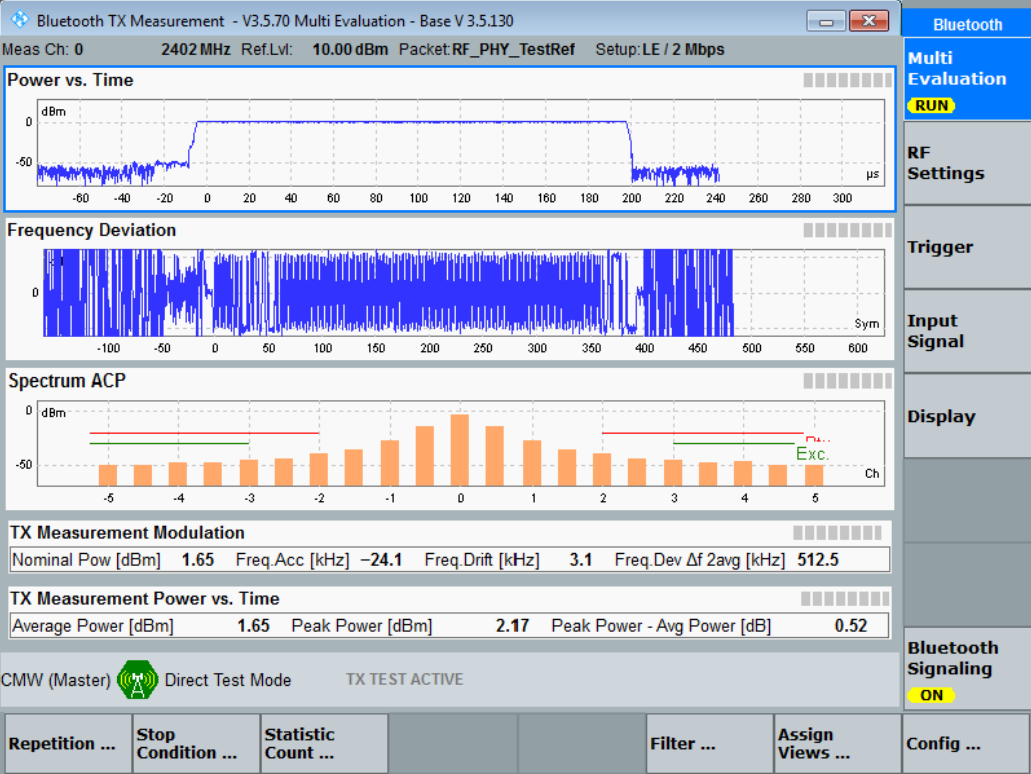 Bluetooth TX Measurement - V3.5.70 Multi Evaluation - Base V 3.5.130
Bluetooth
Meas Ch: 0 2402 MHz Ref.Lvl: 10.00 dBm Packet: RF_PHY_TestRef Setup: LE / 2 Mbps
Multi
Evaluation
RUN
Power vs. Time
dBm
0
-50
µs
-60 -40 -20 0 20 40 60 80 100 120 140 160 180 200 220 240 260 280 300
RF
Settings
Frequency Deviation
0
Sym
-100 -50 0 50 100 150 200 250 300 350 400 450 500 550 600
Trigger
Input
Signal
Spectrum ACP
0 dBm
-50
Exc.
Ch
-5 -4 -3 -2 -1 0 1 2 3 4 5
Display
TX Measurement Modulation
Nominal Pow [dBm] 1.65 Freq.Acc [kHz] −24.1 Freq.Drift [kHz] 3.1 Freq.Dev Δf 2avg [kHz] 512.5
TX Measurement Power vs. Time
Average Power [dBm] 1.65 Peak Power [dBm] 2.17 Peak Power - Avg Power [dB] 0.52
CMW (Master) Direct Test Mode TX TEST ACTIVE
Bluetooth
Signaling
ON
Repetition ...
Stop
Condition ...
Statistic
Count ...
Filter ...
Assign
Views ...
Config ...